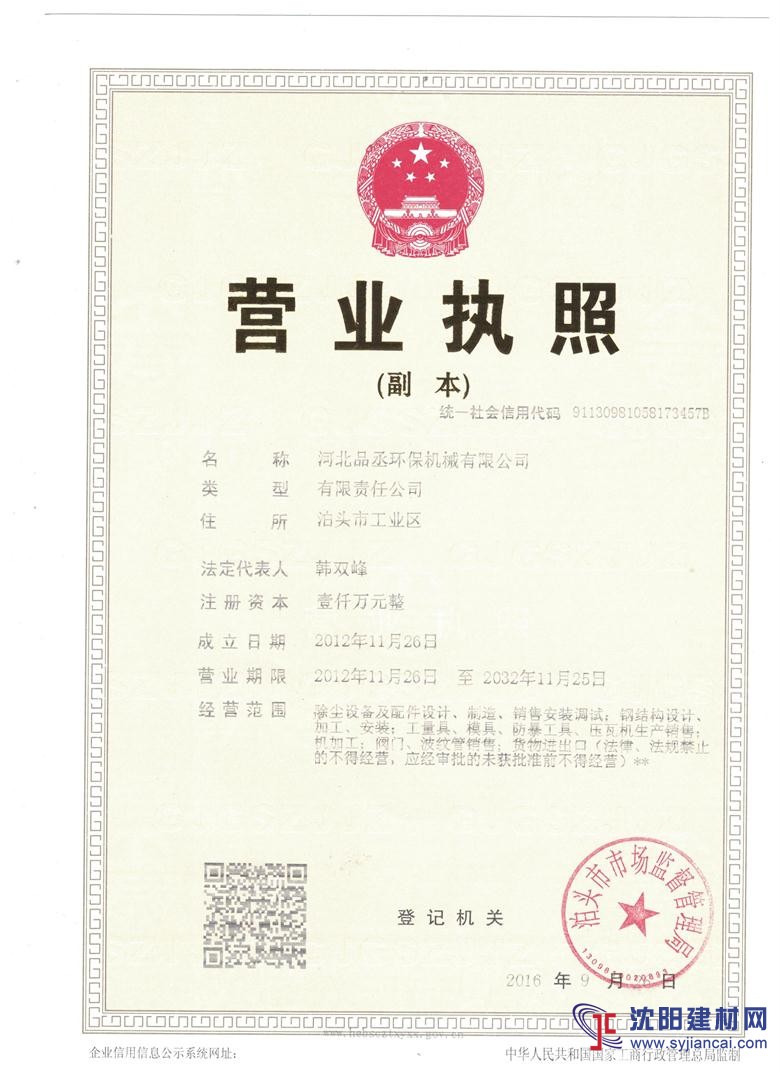 营业执照
(副 本)
统一社会信用代码 91130981058173457B
名 称 河北品丞环保机械有限公司
类 型 有限责任公司
住 所 泊头市工业区
法定代表人 韩双峰
注册资本 壹仟万元整
成立日期 2012年11月26日
营业期限 2012年11月26日 至 2032年11月25日
经营范围 除尘设备及配件设计、制造、销售安装调试；钢结构设计、
加工、安装；工量具、模具、防暴工具、压瓦机生产销售；
机加工；阀门、波纹管销售；货物进出口（法律、法规禁止
的不得经营，应经审批的未获批准前不得经营）**
泊头市市场监督管理局
登记机关
2016 年 9 月 日
沈阳建材网
www.syjiancai.com
企业信用信息公示系统网址：
中华人民共和国国家工商行政管理总局监制